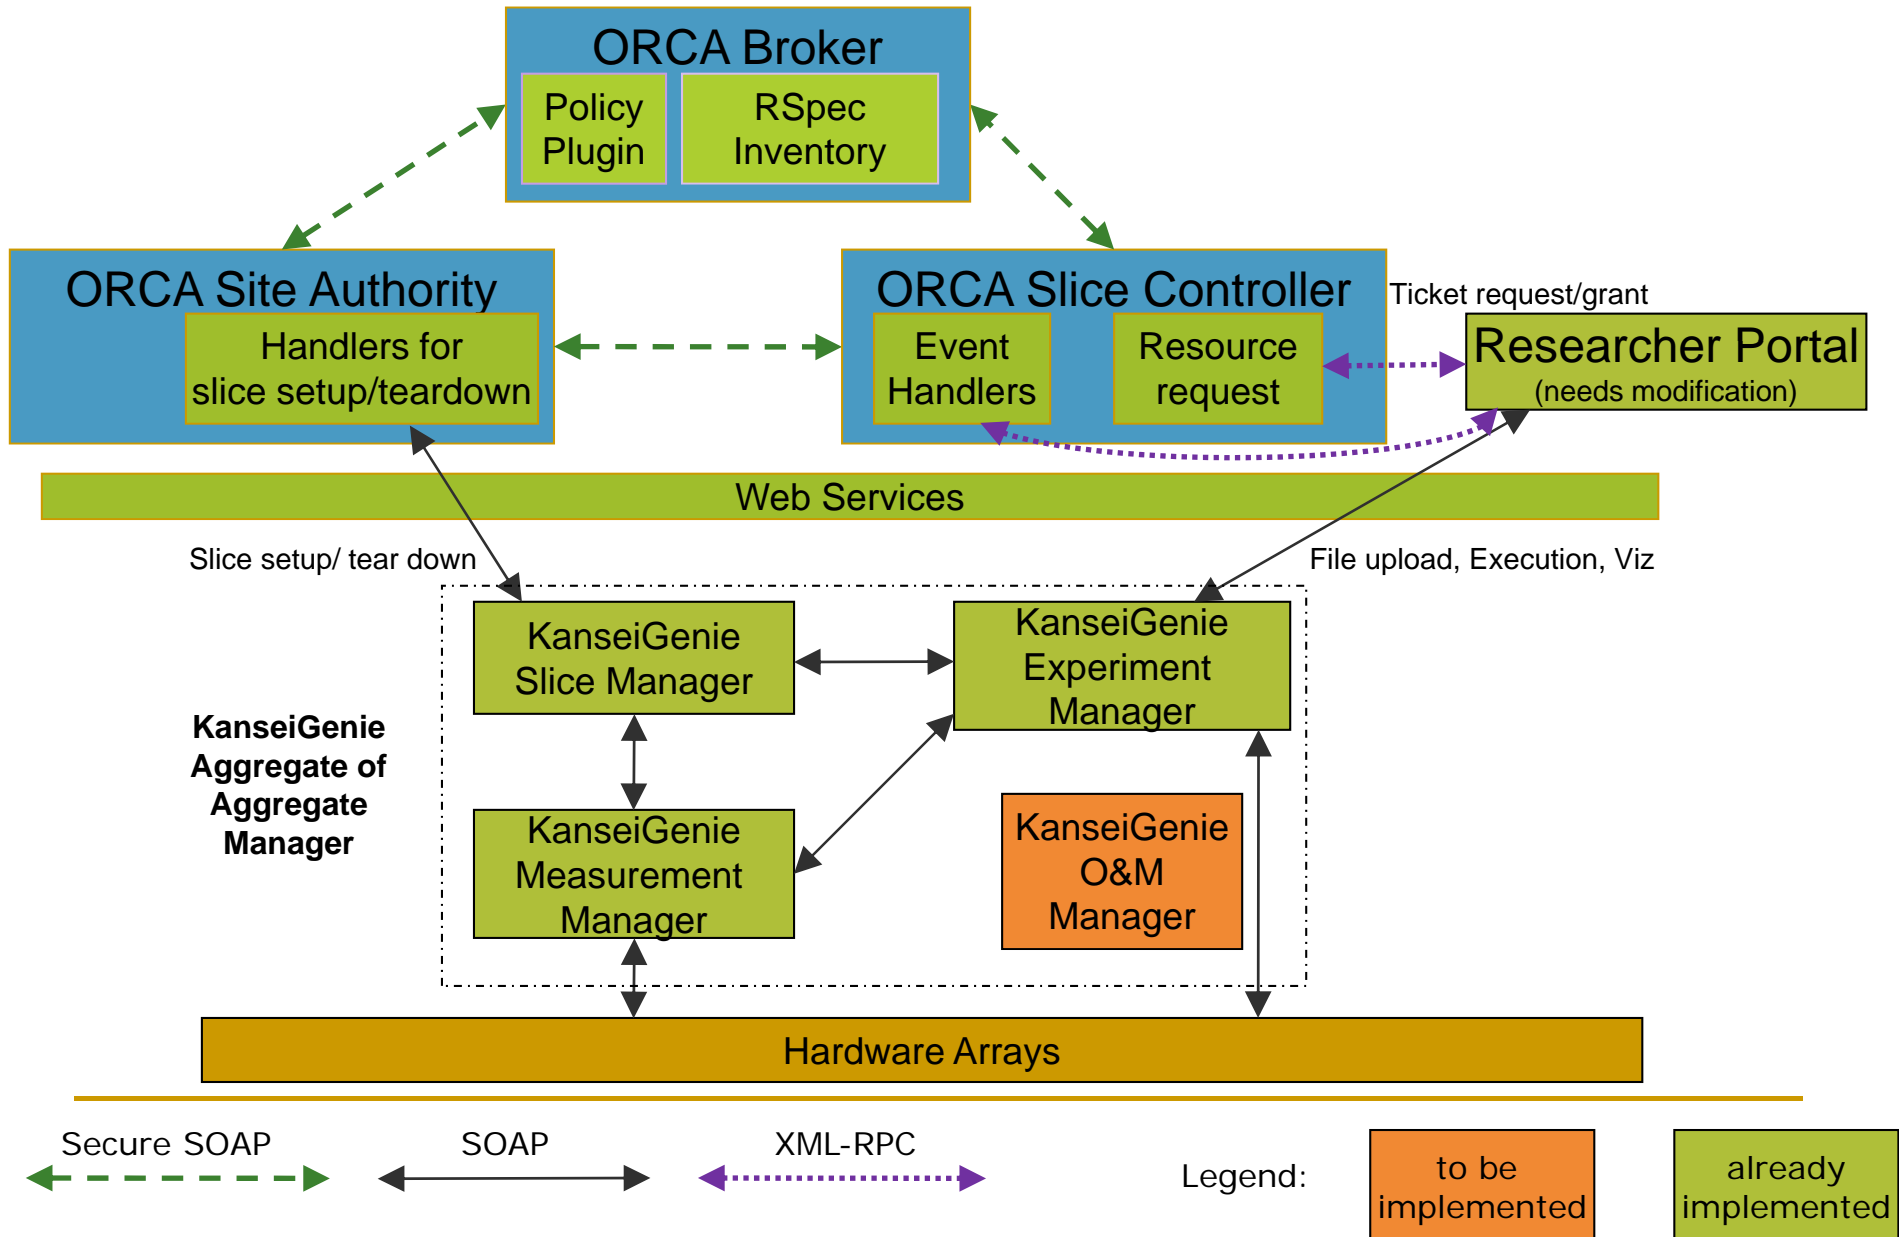 ORCA Broker
Policy
Plugin
RSpec
Inventory
ORCA Site Authority
Handlers for
slice setup/teardown
ORCA Slice Controller
Event
Handlers
Resource
request
Ticket request/grant
Researcher Portal
(needs modification)
Web Services
Slice setup/ tear down
File upload, Execution, Viz
KanseiGenie
Slice Manager
KanseiGenie
Experiment
Manager
KanseiGenie
Aggregate of
Aggregate
Manager
KanseiGenie
Measurement
Manager
KanseiGenie
O&M
Manager
Hardware Arrays
Secure SOAP
SOAP
XML-RPC
Legend:
to be
implemented
already
implemented